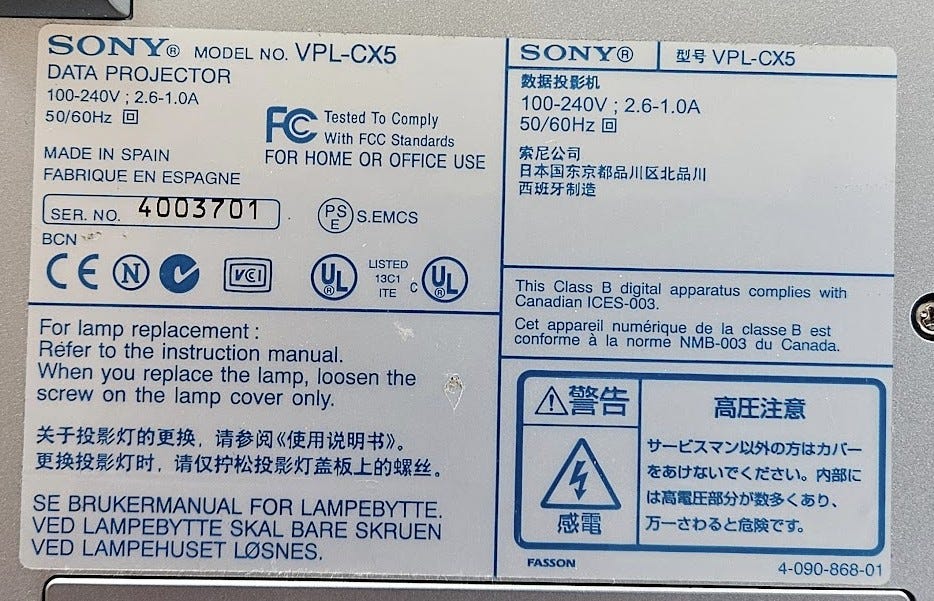 SONY® MODEL NO. VPL-CX5
DATA PROJECTOR
100-240V ; 2.6-1.0A
50/60Hz
FC Tested To Comply
With FCC Standards
FOR HOME OR OFFICE USE
MADE IN SPAIN
FABRIQUE EN ESPAGNE
SER. NO. 4003701
PS
E
S.EMCS
BCN
CE N VCI UL® LISTED
13C1
ITE
C UL®
For lamp replacement :
Refer to the instruction manual.
When you replace the lamp, loosen the
screw on the lamp cover only.
关于投影灯的更换，请参阅《使用说明书》。
更换投影灯时，请仅拧松投影灯盖板上的螺丝。
SE BRUKERMANUAL FOR LAMPEBYTTE.
VED LAMPEBYTTE SKAL BARE SKRUEN
VED LAMPEHUSET LØSNES.
SONY® 型号 VPL-CX5
数据投影机
100-240V ; 2.6-1.0A
50/60Hz
索尼公司
日本国东京都品川区北品川
西班牙制造
This Class B digital apparatus complies with
Canadian ICES-003.
Cet appareil numérique de la classe B est
conforme à la norme NMB-003 du Canada.
警告
感電
高圧注意
サービスマン以外の方はカバー
をあけないでください。内部に
は高電圧部分が数多くあり、
万一さわると危険です。
FASSON
4-090-868-01